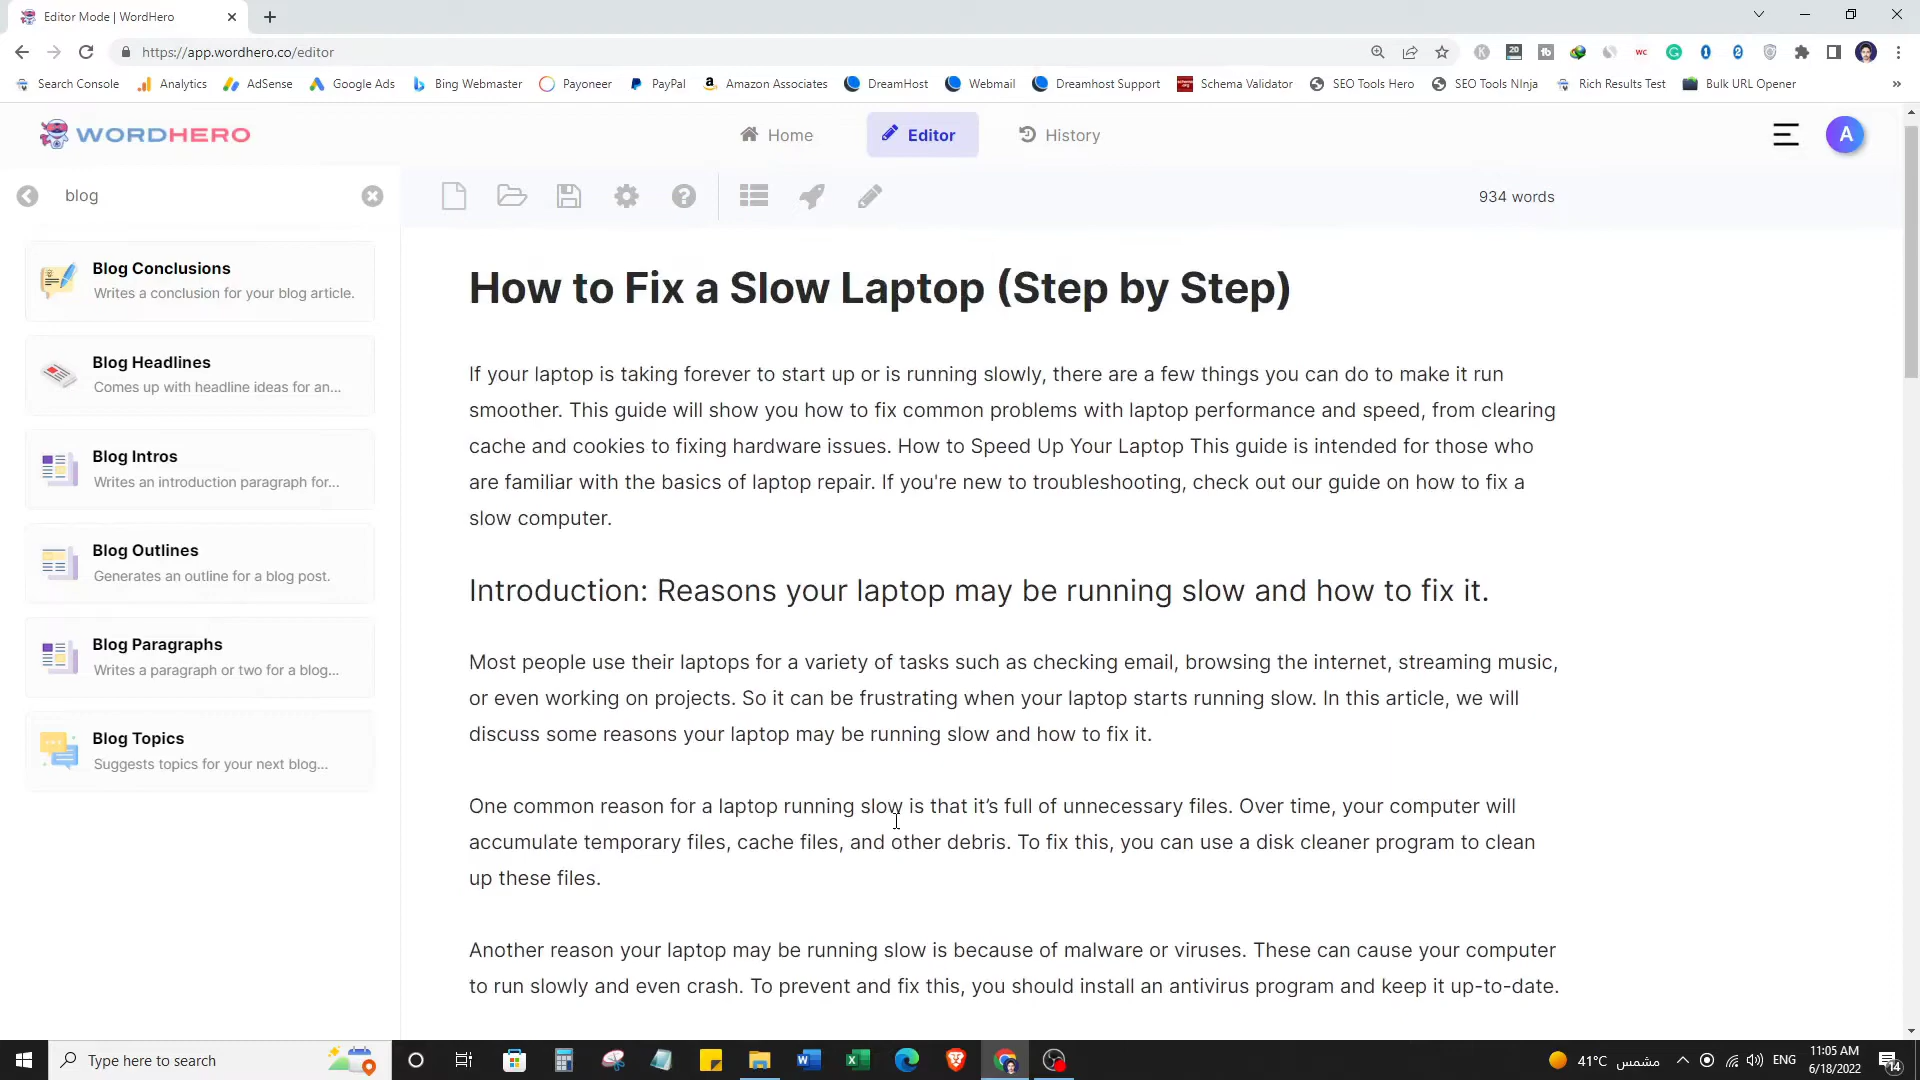 Editor Mode | WordHero
https://app.wordhero.co/editor
Search Console
Analytics
AdSense
Google Ads
Bing Webmaster
Payoneer
PayPal
Amazon Associates
DreamHost
Webmail
Dreamhost Support
Schema Validator
SEO Tools Hero
SEO Tools NInja
Rich Results Test
Bulk URL Opener
»
WORDHERO
Home
Editor
History
A
blog
934 words
Blog Conclusions
Writes a conclusion for your blog article.
Blog Headlines
Comes up with headline ideas for an...
Blog Intros
Writes an introduction paragraph for...
Blog Outlines
Generates an outline for a blog post.
Blog Paragraphs
Writes a paragraph or two for a blog...
Blog Topics
Suggests topics for your next blog...
How to Fix a Slow Laptop (Step by Step)
If your laptop is taking forever to start up or is running slowly, there are a few things you can do to make it run
smoother. This guide will show you how to fix common problems with laptop performance and speed, from clearing
cache and cookies to fixing hardware issues. How to Speed Up Your Laptop This guide is intended for those who
are familiar with the basics of laptop repair. If you're new to troubleshooting, check out our guide on how to fix a
slow computer.
Introduction: Reasons your laptop may be running slow and how to fix it.
Most people use their laptops for a variety of tasks such as checking email, browsing the internet, streaming music,
or even working on projects. So it can be frustrating when your laptop starts running slow. In this article, we will
discuss some reasons your laptop may be running slow and how to fix it.
One common reason for a laptop running slow is that it’s full of unnecessary files. Over time, your computer will
accumulate temporary files, cache files, and other debris. To fix this, you can use a disk cleaner program to clean
up these files.
Another reason your laptop may be running slow is because of malware or viruses. These can cause your computer
to run slowly and even crash. To prevent and fix this, you should install an antivirus program and keep it up-to-date.
Type here to search
41°C مشمس
ENG
11:05 AM
6/18/2022
14